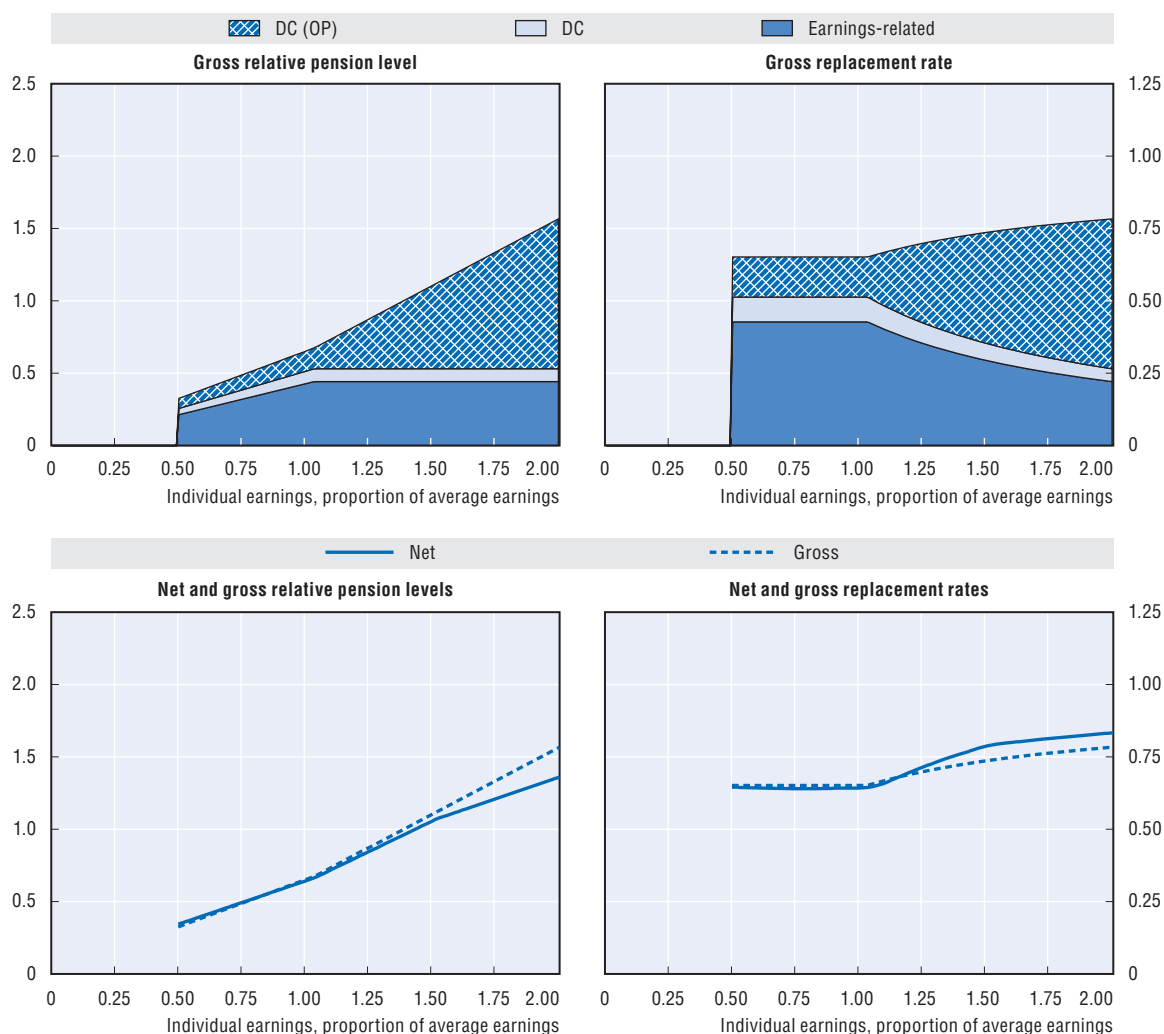 DC (OP) DC Earnings-related
Gross relative pension level
2.5
2.0
1.5
1.0
0.5
0
0 0.25 0.50 0.75 1.00 1.25 1.50 1.75 2.00
Individual earnings, proportion of average earnings
Gross replacement rate
1.25
1.00
0.75
0.50
0.25
0
0 0.25 0.50 0.75 1.00 1.25 1.50 1.75 2.00
Individual earnings, proportion of average earnings
Net Gross
Net and gross relative pension levels
2.5
2.0
1.5
1.0
0.5
0
0 0.25 0.50 0.75 1.00 1.25 1.50 1.75 2.00
Individual earnings, proportion of average earnings
Net and gross replacement rates
1.25
1.00
0.75
0.50
0.25
0
0 0.25 0.50 0.75 1.00 1.25 1.50 1.75 2.00
Individual earnings, proportion of average earnings